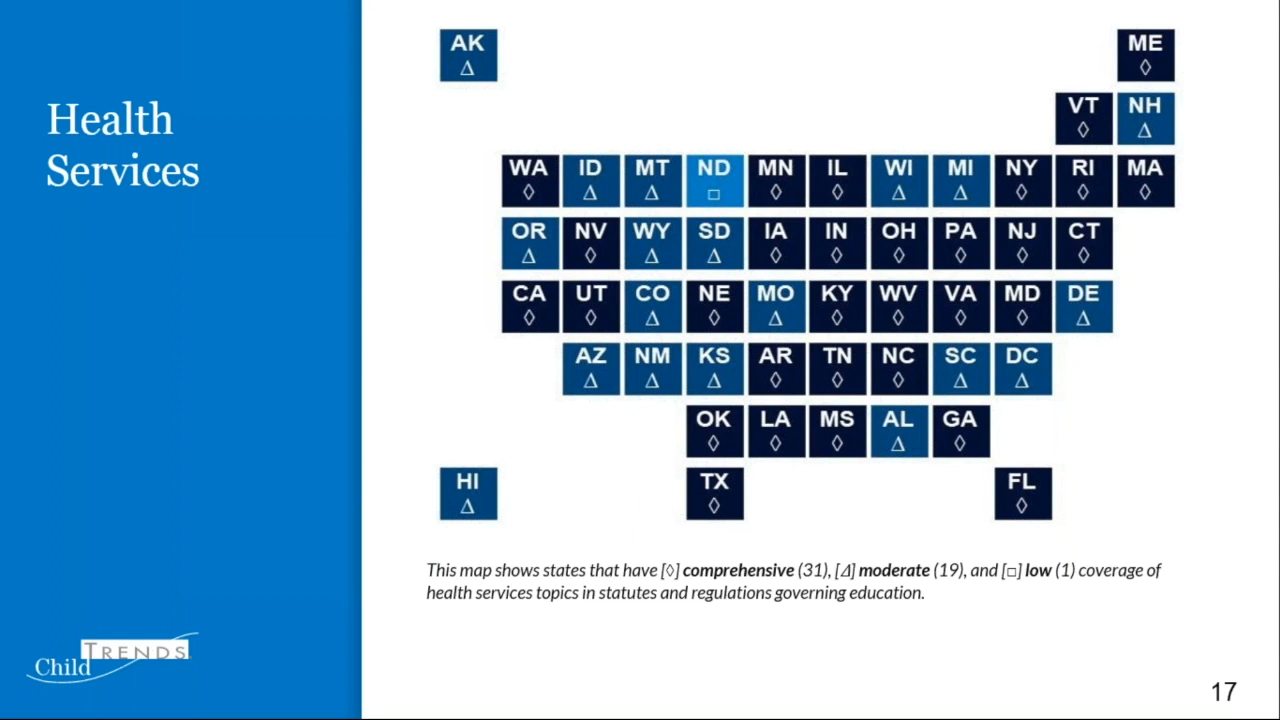 Health
Services
AK ME
Δ ◊
VT NH
◊ Δ
WA ID MT ND MN IL WI MI NY RI MA
◊ Δ Δ □ ◊ ◊ Δ Δ ◊ ◊ ◊
OR NV WY SD IA IN OH PA NJ CT
Δ ◊ Δ Δ ◊ ◊ ◊ ◊ ◊ ◊
CA UT CO NE MO KY WV VA MD DE
◊ ◊ Δ ◊ Δ ◊ ◊ ◊ ◊ Δ
AZ NM KS AR TN NC SC DC
Δ Δ Δ ◊ ◊ ◊ Δ Δ
OK LA MS AL GA
◊ ◊ ◊ Δ ◊
HI TX FL
Δ ◊ ◊
This map shows states that have [◊] comprehensive (31), [Δ] moderate (19), and [□] low (1) coverage of
health services topics in statutes and regulations governing education.
Child TRENDS
17